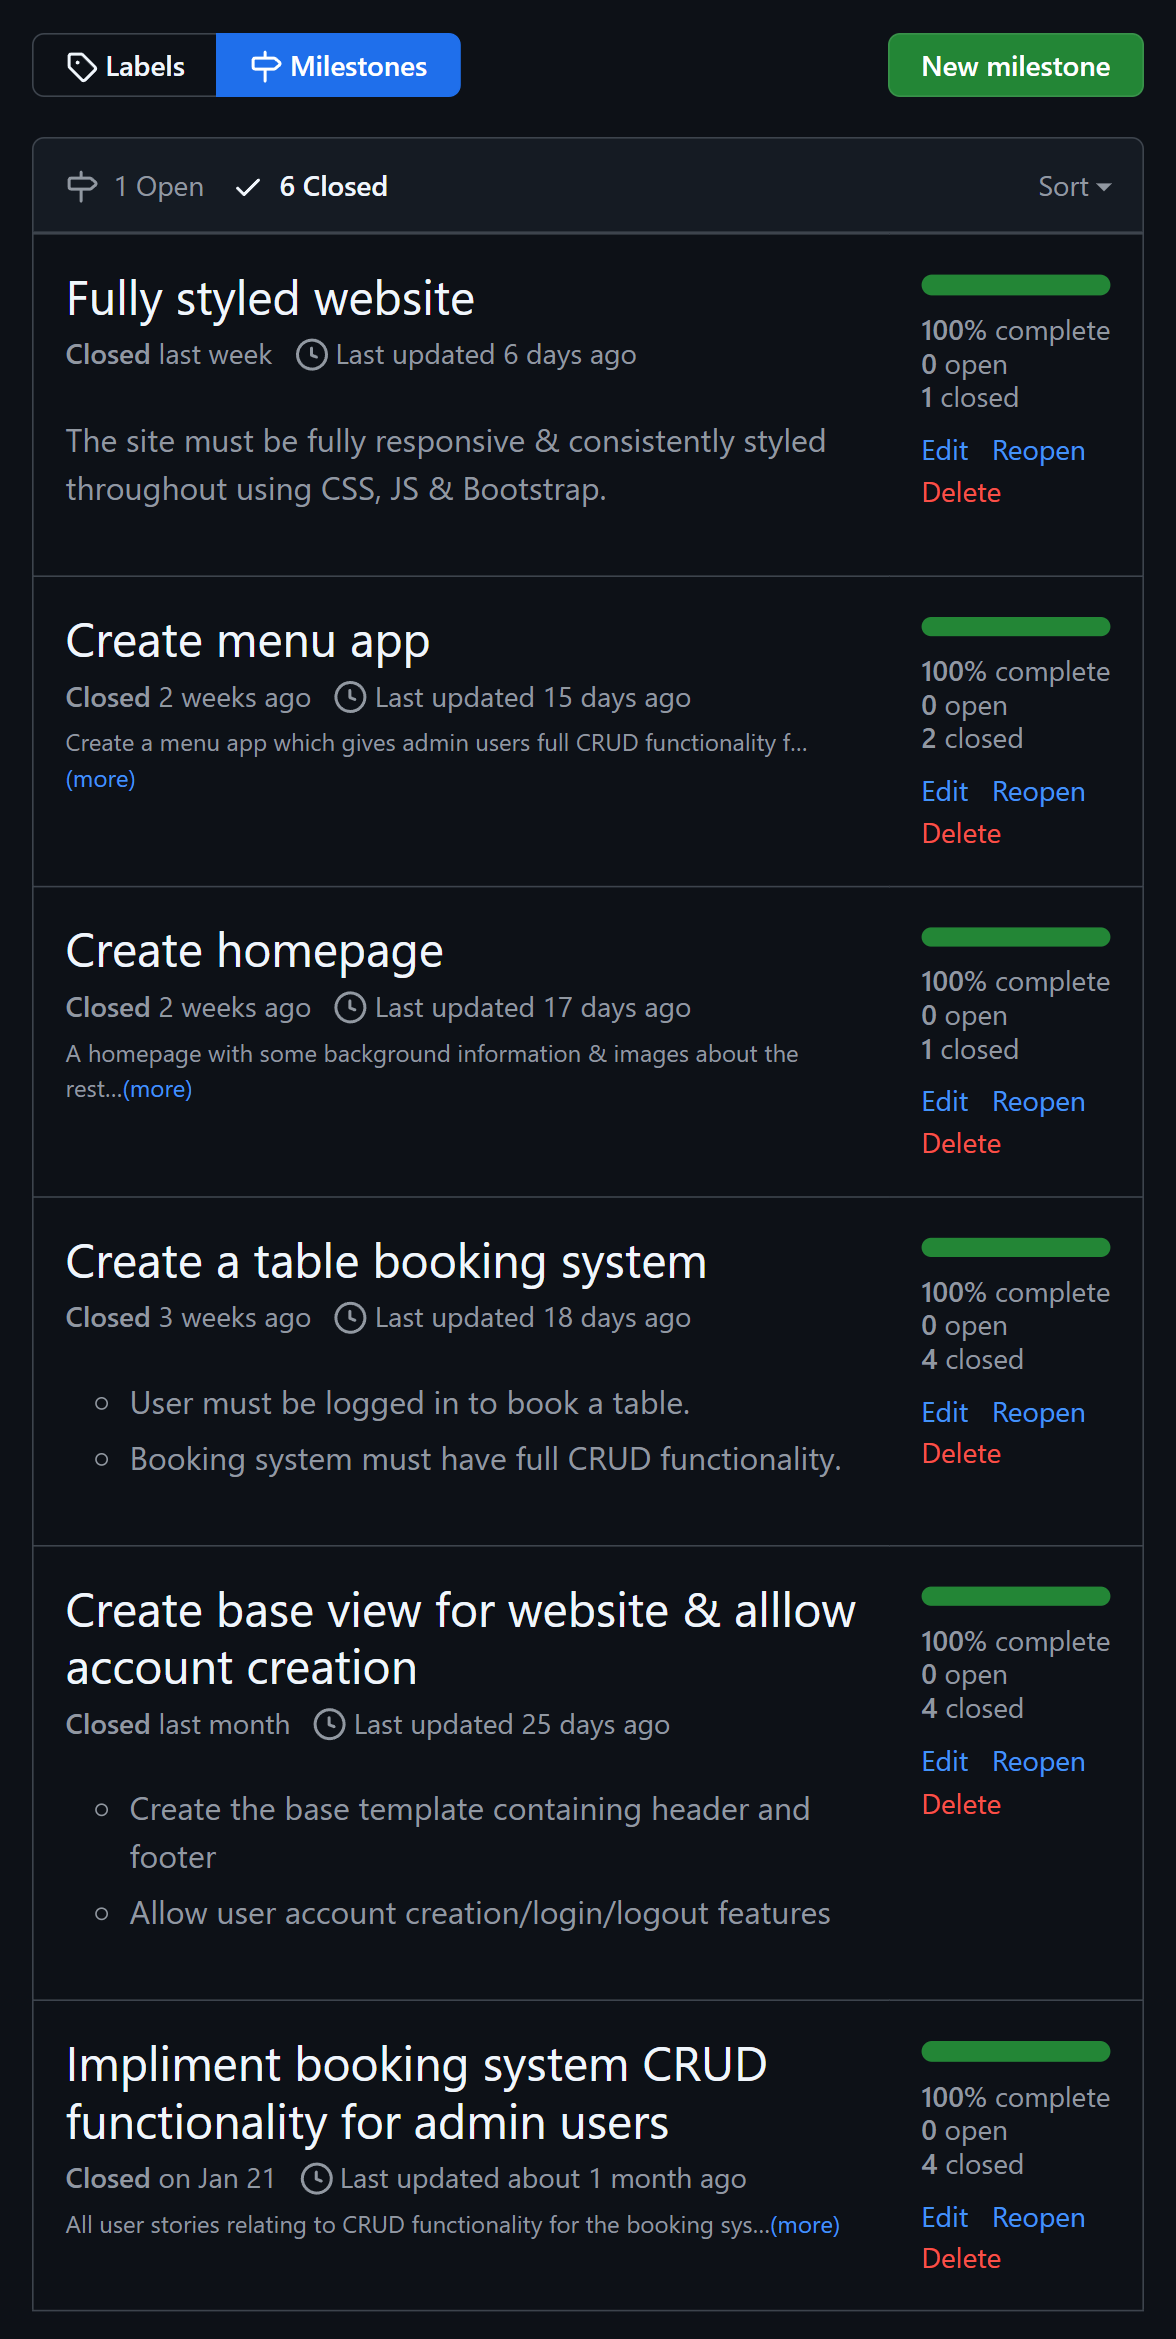 Labels
Milestones
New milestone
1 Open
6 Closed
Sort
Fully styled website
Closed last week Last updated 6 days ago
The site must be fully responsive & consistently styled
throughout using CSS, JS & Bootstrap.
100% complete
0 open
1 closed
Edit Reopen
Delete
Create menu app
Closed 2 weeks ago Last updated 15 days ago
Create a menu app which gives admin users full CRUD functionality f...
(more)
100% complete
0 open
2 closed
Edit Reopen
Delete
Create homepage
Closed 2 weeks ago Last updated 17 days ago
A homepage with some background information & images about the
rest...(more)
100% complete
0 open
1 closed
Edit Reopen
Delete
Create a table booking system
Closed 3 weeks ago Last updated 18 days ago
User must be logged in to book a table.
Booking system must have full CRUD functionality.
100% complete
0 open
4 closed
Edit Reopen
Delete
Create base view for website & alllow
account creation
Closed last month Last updated 25 days ago
Create the base template containing header and
footer
Allow user account creation/login/logout features
100% complete
0 open
4 closed
Edit Reopen
Delete
Impliment booking system CRUD
functionality for admin users
Closed on Jan 21 Last updated about 1 month ago
All user stories relating to CRUD functionality for the booking sys...(more)
100% complete
0 open
4 closed
Edit Reopen
Delete